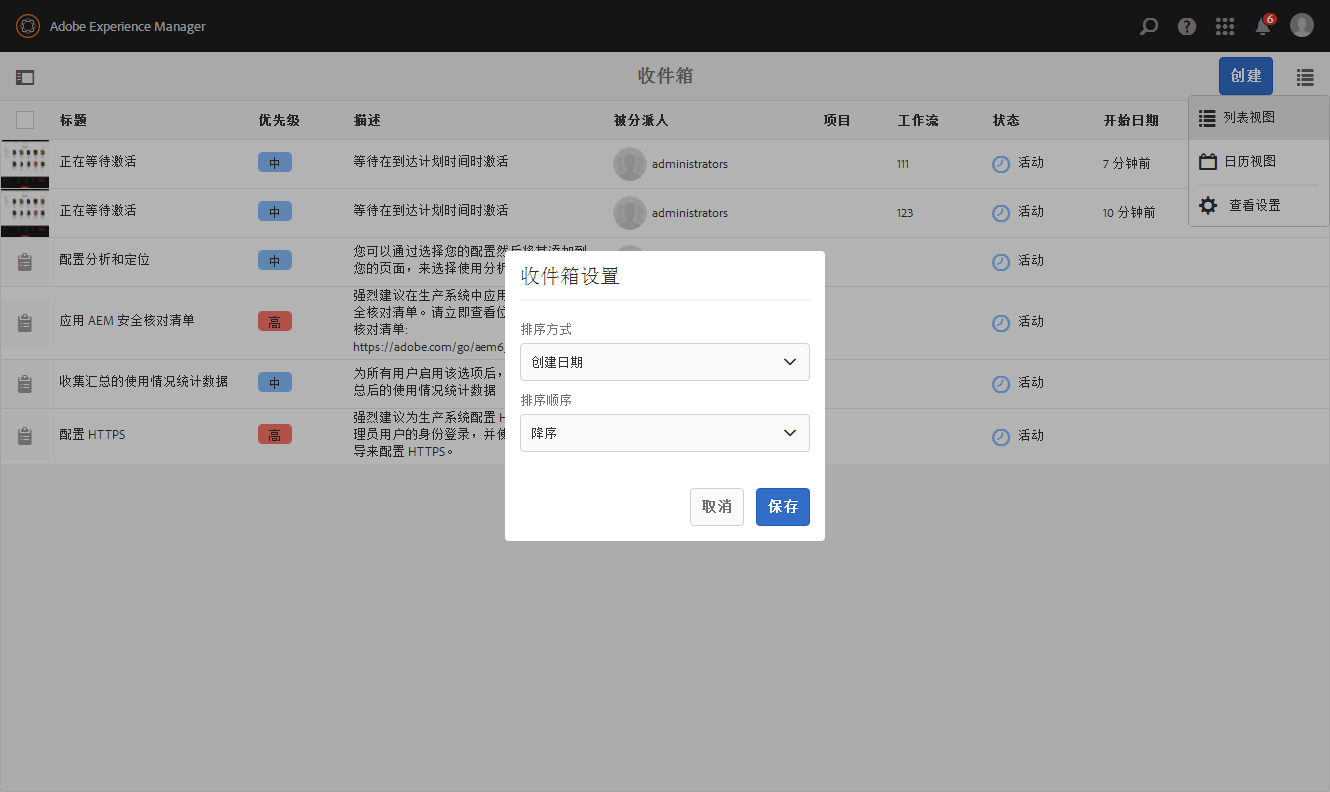 Adobe Experience Manager
6
收件箱
创建
标题 优先级 描述 被分派人 项目 工作流 状态 开始日期
列表视图
日历视图
查看设置
正在等待激活 中 等待在到达计划时间时激活 administrators 111 活动 7 分钟前
正在等待激活 中 等待在到达计划时间时激活 administrators 123 活动 10 分钟前
配置分析和定位 中 活动
您可以通过选择您的配置然后将其添加到
您的页面，来选择使用分析
应用 AEM 安全核对清单 高 活动
强烈建议在生产系统中应用
全核对清单。请立即查看位
核对清单:
https://adobe.com/go/aem6_
收集汇总的使用情况统计数据 中 活动
为所有用户启用该选项后，
总后的使用情况统计数据
配置 HTTPS 高 活动
强烈建议为生产系统配置 H
理员用户的身份登录，并使
导来配置 HTTPS。
收件箱设置
排序方式
创建日期
排序顺序
降序
取消 保存